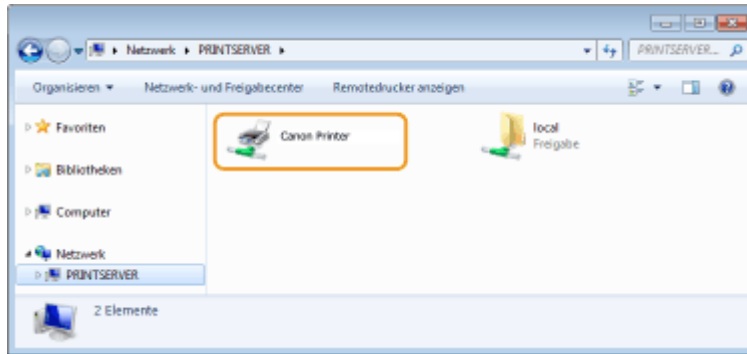 Netzwerk ▸ PRINTSERVER ▸
PRINTSERVER...
Organisieren
Netzwerk- und Freigabecenter
Remotedrucker anzeigen
Favoriten
Bibliotheken
Computer
Netzwerk
PRINTSERVER
Canon Printer
local
Freigabe
2 Elemente